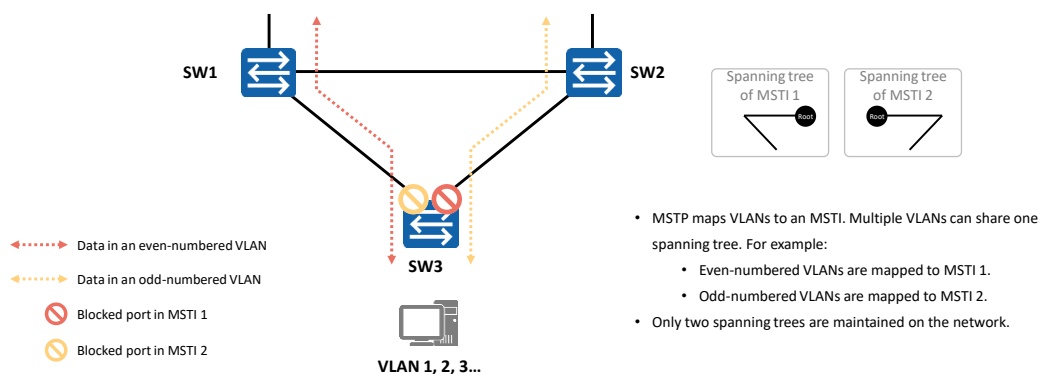 SW1
SW2
Spanning tree
of MSTI 1
Root
Spanning tree
of MSTI 2
Root
SW3
Data in an even-numbered VLAN
Data in an odd-numbered VLAN
Blocked port in MSTI 1
Blocked port in MSTI 2
VLAN 1, 2, 3...
• MSTP maps VLANs to an MSTI. Multiple VLANs can share one
spanning tree. For example:
• Even-numbered VLANs are mapped to MSTI 1.
• Odd-numbered VLANs are mapped to MSTI 2.
• Only two spanning trees are maintained on the network.